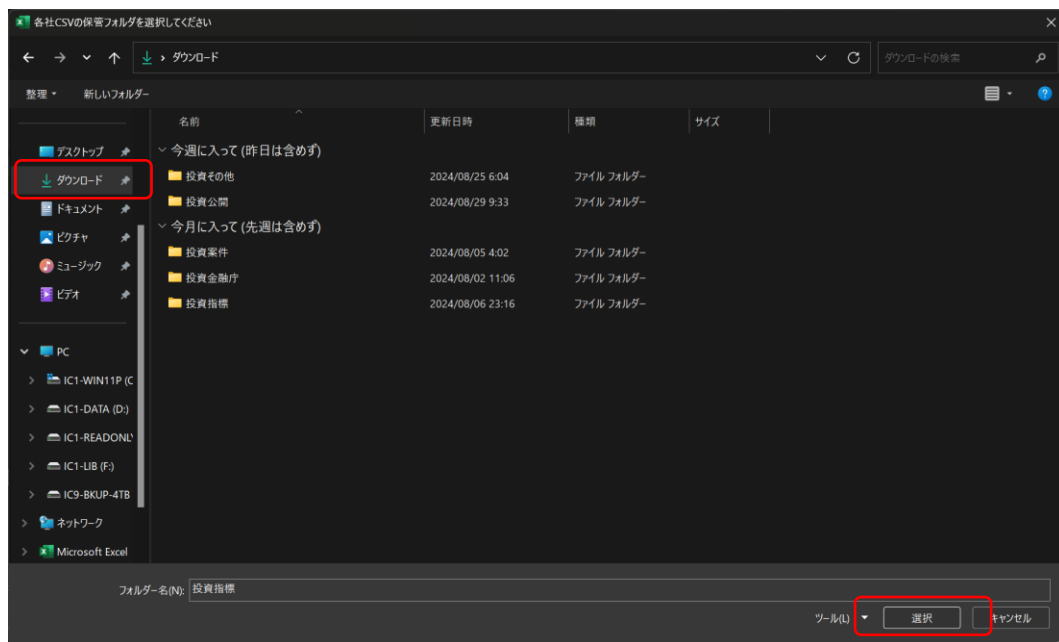 各社CSVの保管フォルダを選択してください
ダウンロード
ダウンロードの検索
整理 新しいフォルダー
名前 更新日時 種類 サイズ
デスクトップ
ダウンロード
ドキュメント
ピクチャ
ミュージック
ビデオ
PC
IC1-WIN11P (C
IC1-DATA (D:)
IC1-READONLY
IC1-LIB (F:)
IC9-BKUP-4TB
ネットワーク
Microsoft Excel
今週に入って (昨日は含めず)
投資その他 2024/08/25 6:04 ファイル フォルダー
投資公開 2024/08/29 9:33 ファイル フォルダー
今月に入って (先週は含めず)
投資案件 2024/08/05 4:02 ファイル フォルダー
投資金融庁 2024/08/02 11:06 ファイル フォルダー
投資指標 2024/08/06 23:16 ファイル フォルダー
フォルダー名(N): 投資指標
ツール(L) 選択 キャンセル